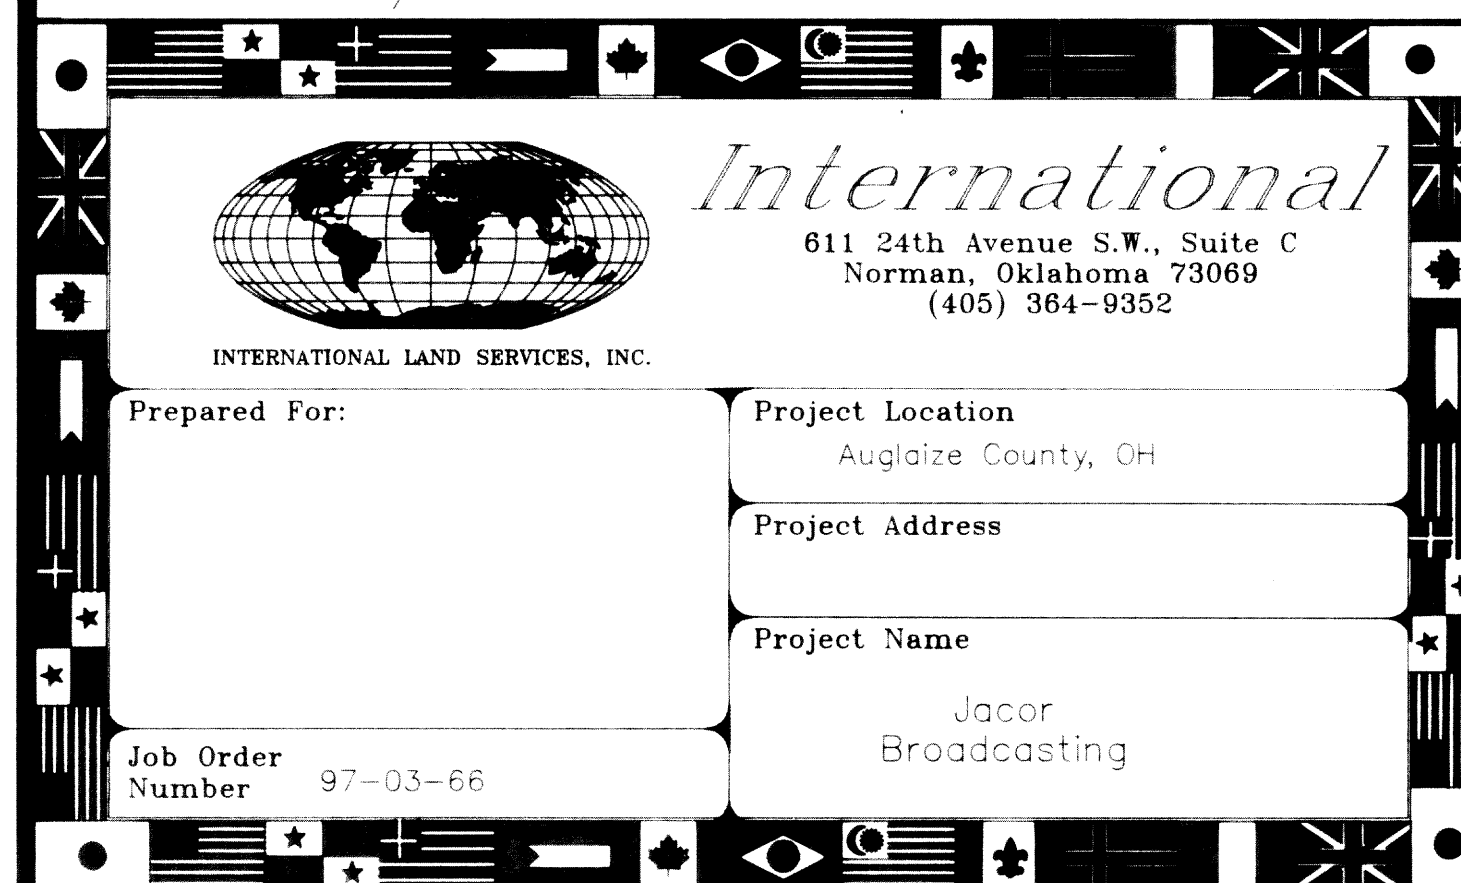 International
611 24th Avenue S.W., Suite C
Norman, Oklahoma 73069
(405) 364-9352
INTERNATIONAL LAND SERVICES, INC.
Prepared For:
Project Location
Auglaize County, OH
Project Address
Project Name
Jacor
Broadcasting
Job Order
Number 97-03-66